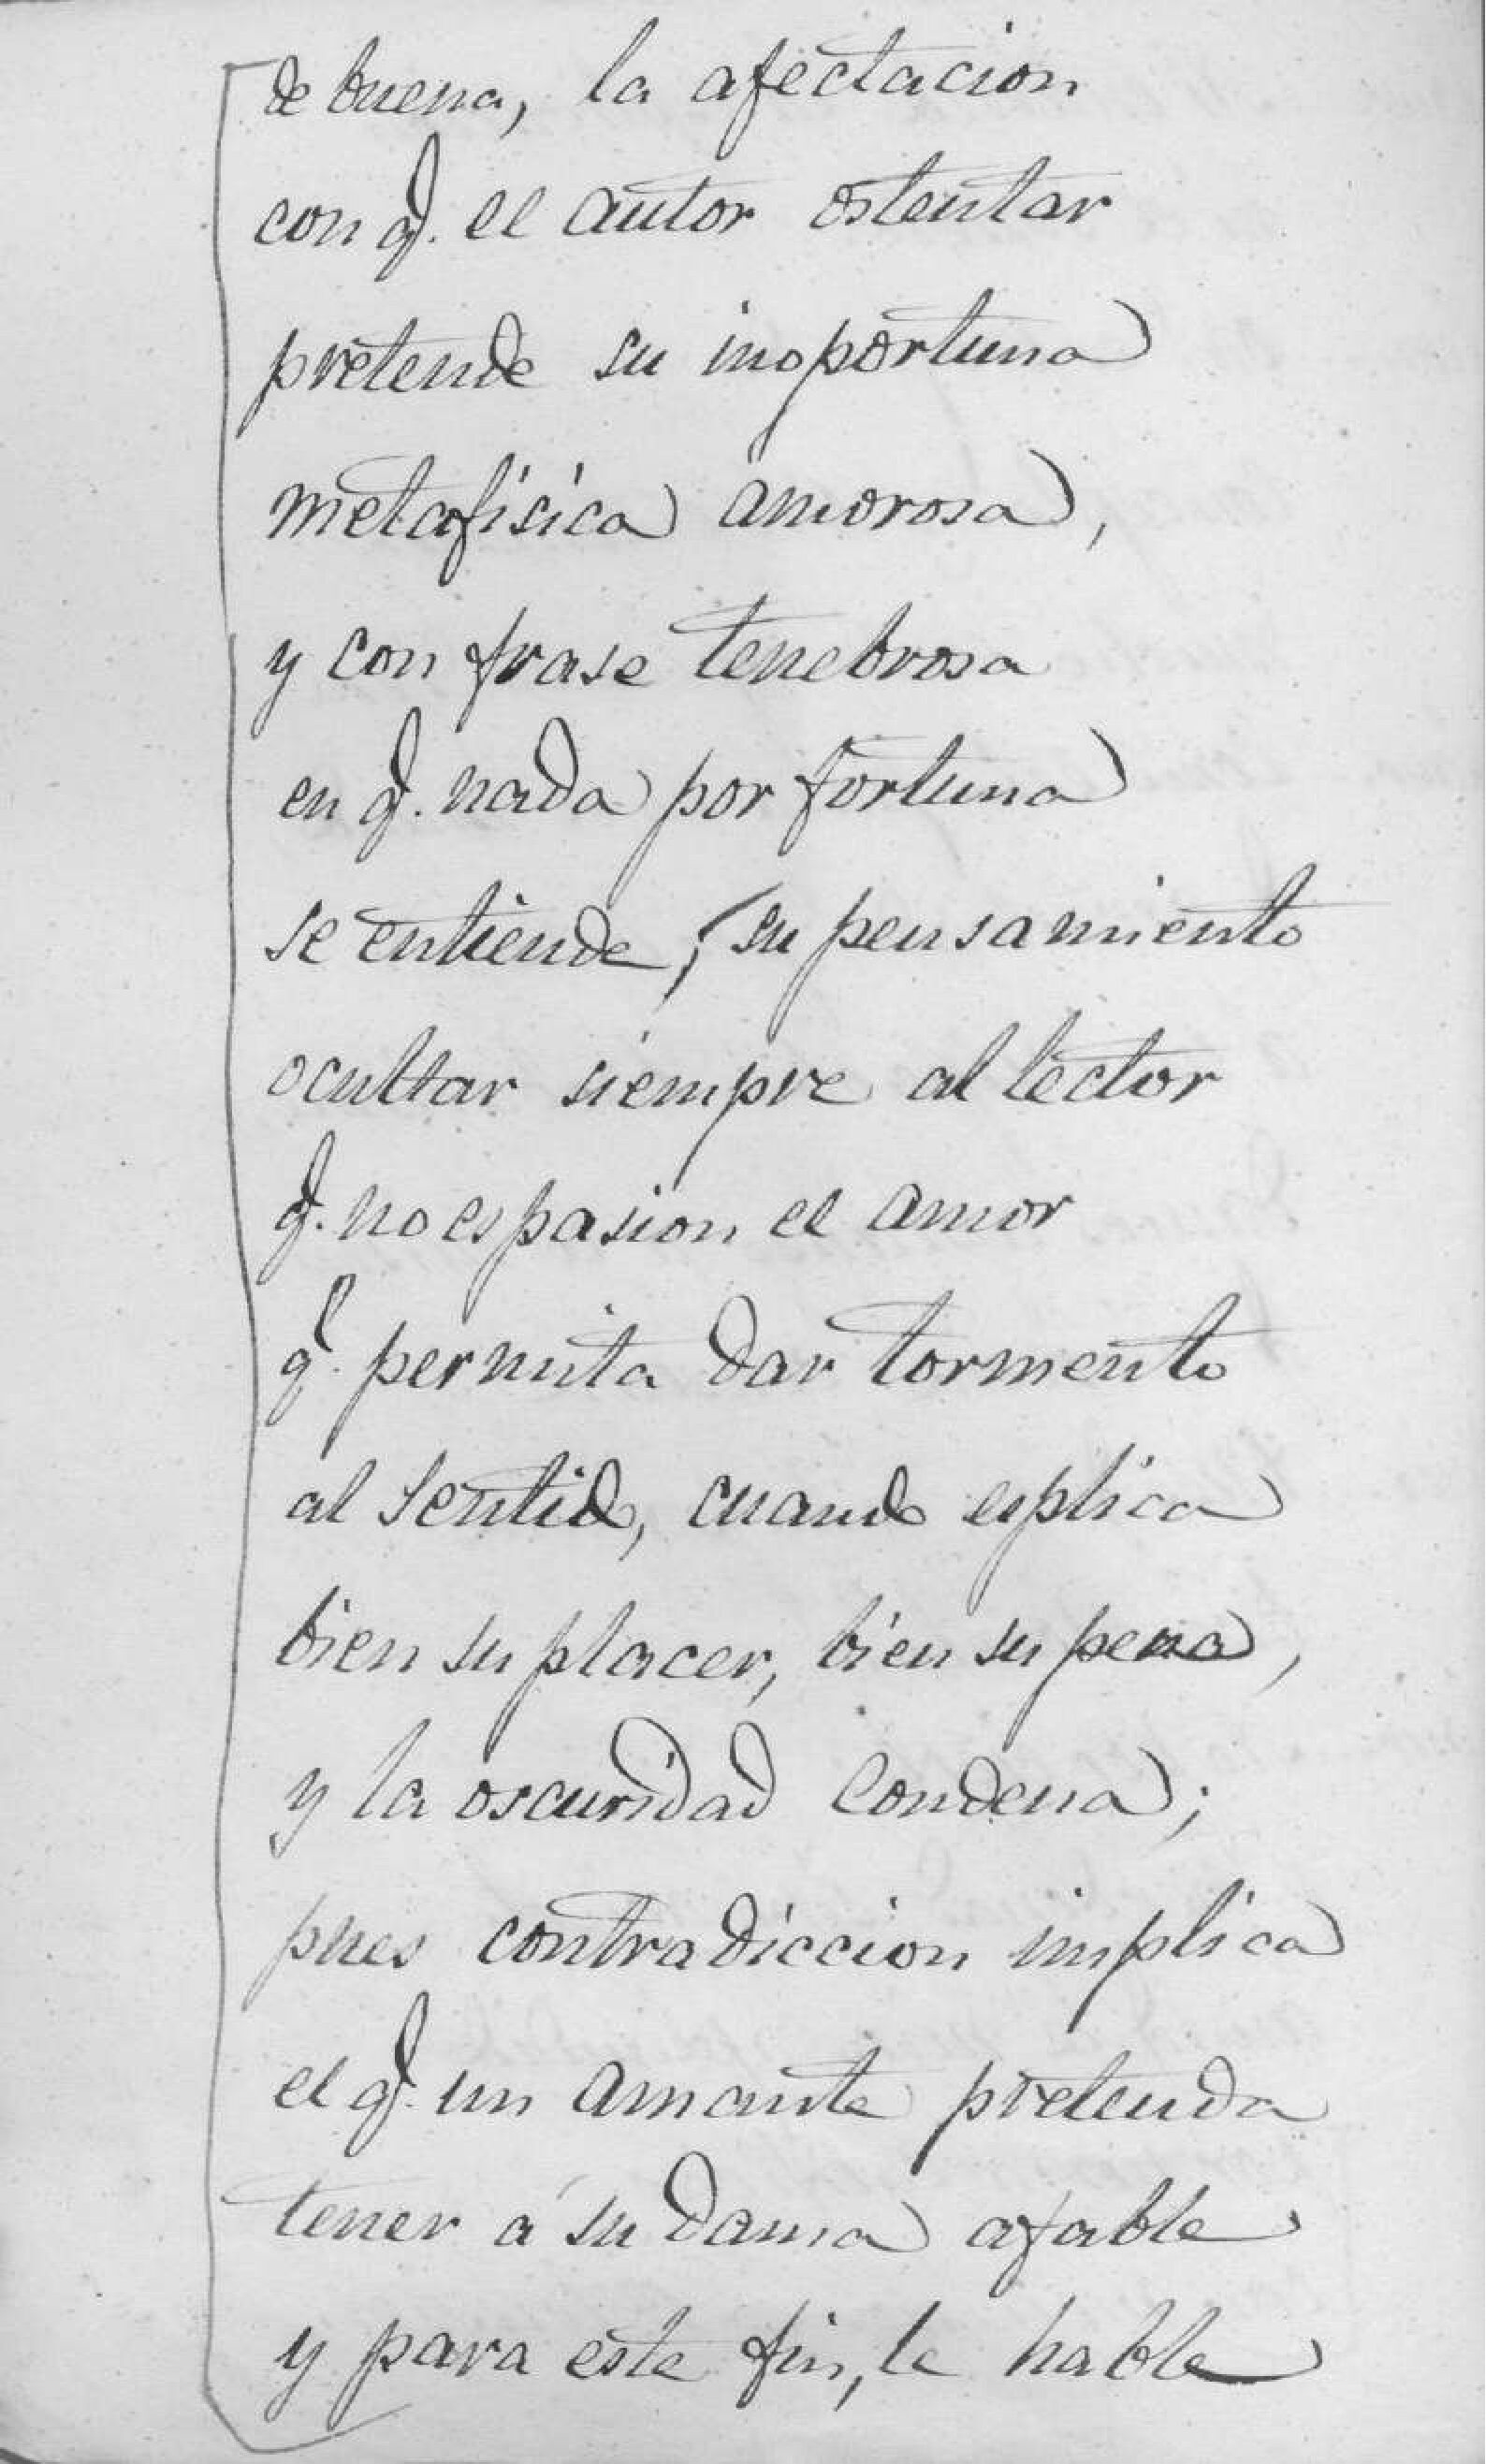 de buena, la afectacion
con q. el autor ostentar
pretende su inoportuna
metafísica amorosa,
y con frase tenebrosa
en q. nada por fortuna
se entiende, su pensamiento
ocultar siempre al lector
q. no es pasion el amor
q. permita dar tormento
al sentido, cuando esplica
bien su placer, bien su pena,
y la oscuridad condena;
pues contradiccion implica
el q. un amante pretenda
tener á su dama afable
y para este fin, le hable